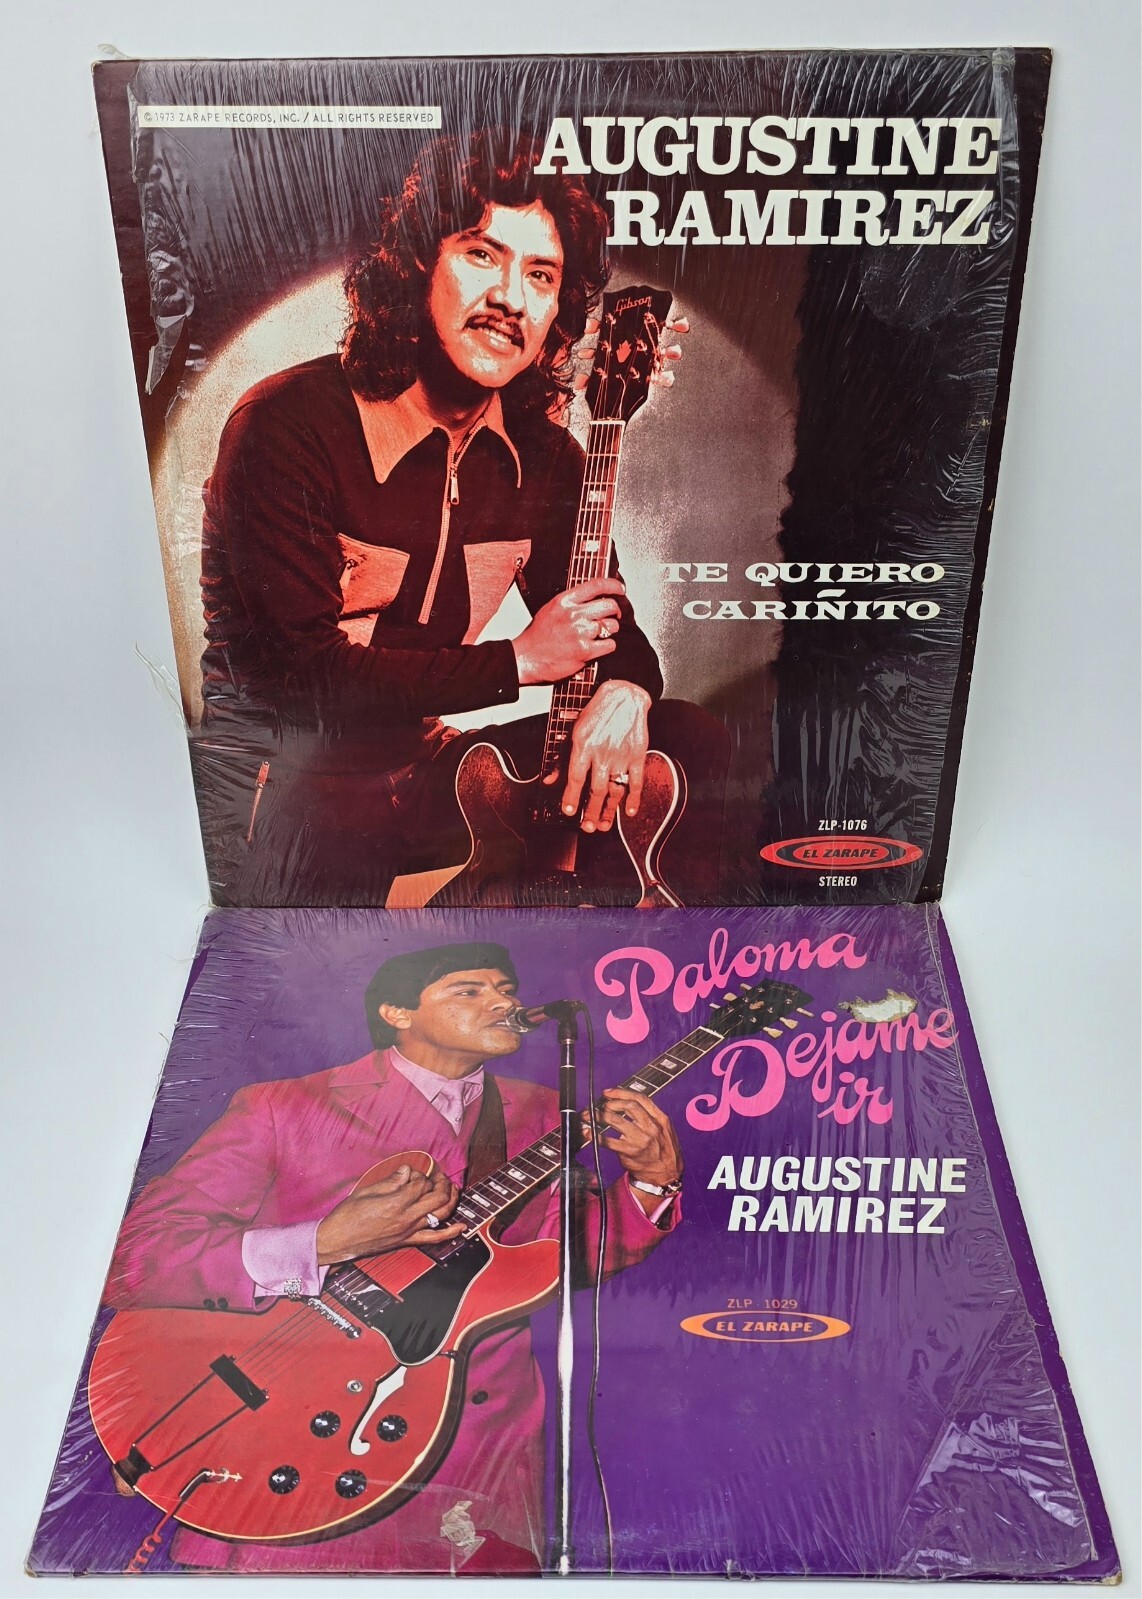 © 1973 ZARAPE RECORDS, INC. / ALL RIGHTS RESERVED
AUGUSTINE
RAMIREZ
Gibson
TE QUIERO
CARIÑITO
ZLP-1076
EL ZARAPE
STEREO
Paloma
Dejame
ir
AUGUSTINE
RAMIREZ
ZLP - 1029
EL ZARAPE